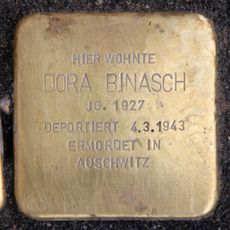 HIER WOHNTE
DORA BINASCH
JG. 1927
DEPORTIERT 4.3.1943
ERMORDET IN
AUSCHWITZ